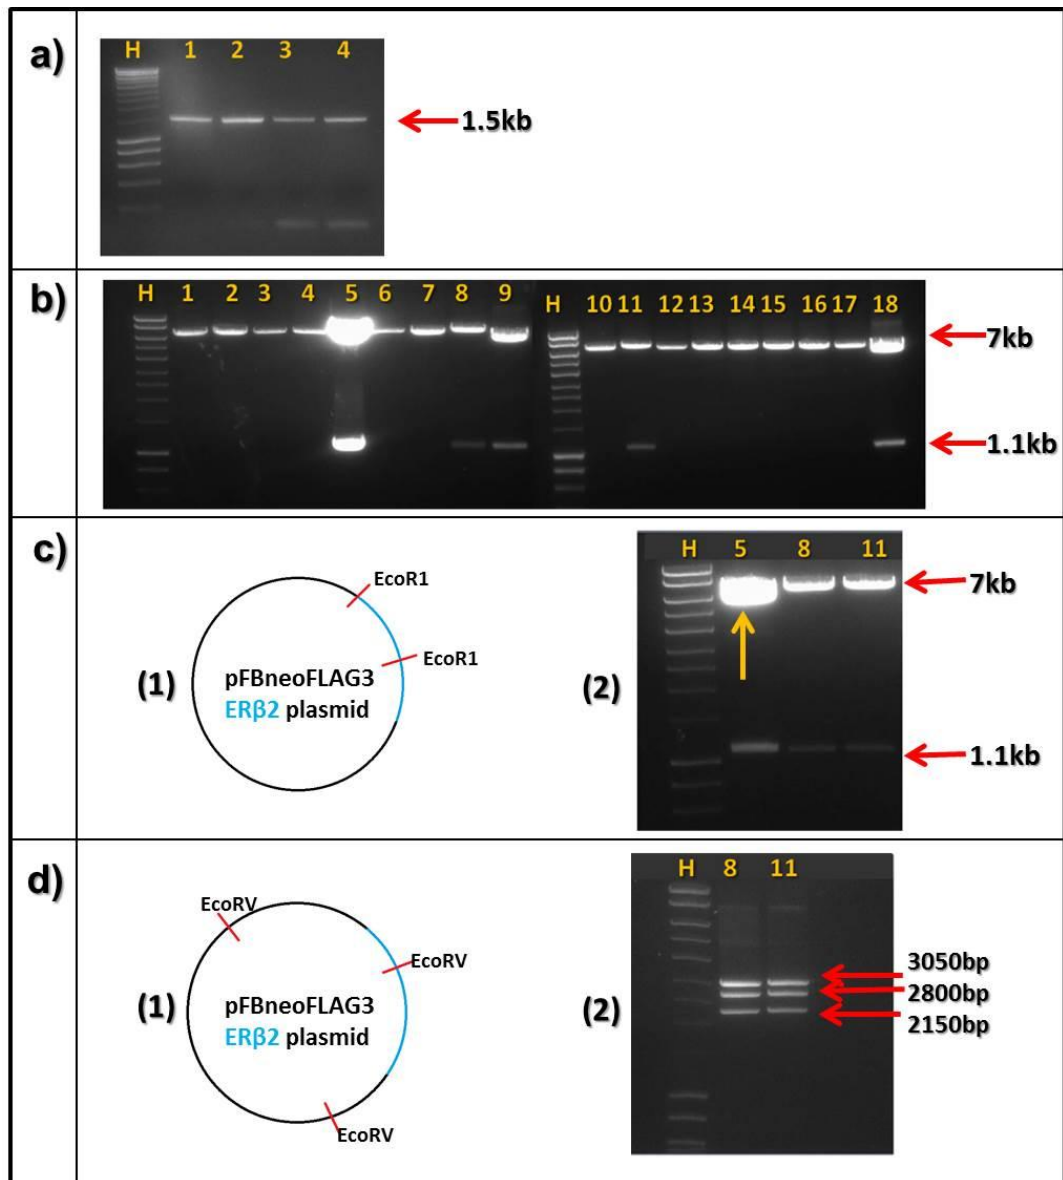 a)
H 1 2 3 4
1.5kb
b)
H 1 2 3 4 5 6 7 8 9
H 10 11 12 13 14 15 16 17 18
7kb
1.1kb
c)
(1)
EcoR1
EcoR1
pFBneoFLAG3
ERβ2 plasmid
(2)
H 5 8 11
7kb
1.1kb
d)
(1)
EcoRV
EcoRV
pFBneoFLAG3
ERβ2 plasmid
EcoRV
(2)
H 8 11
3050bp
2800bp
2150bp